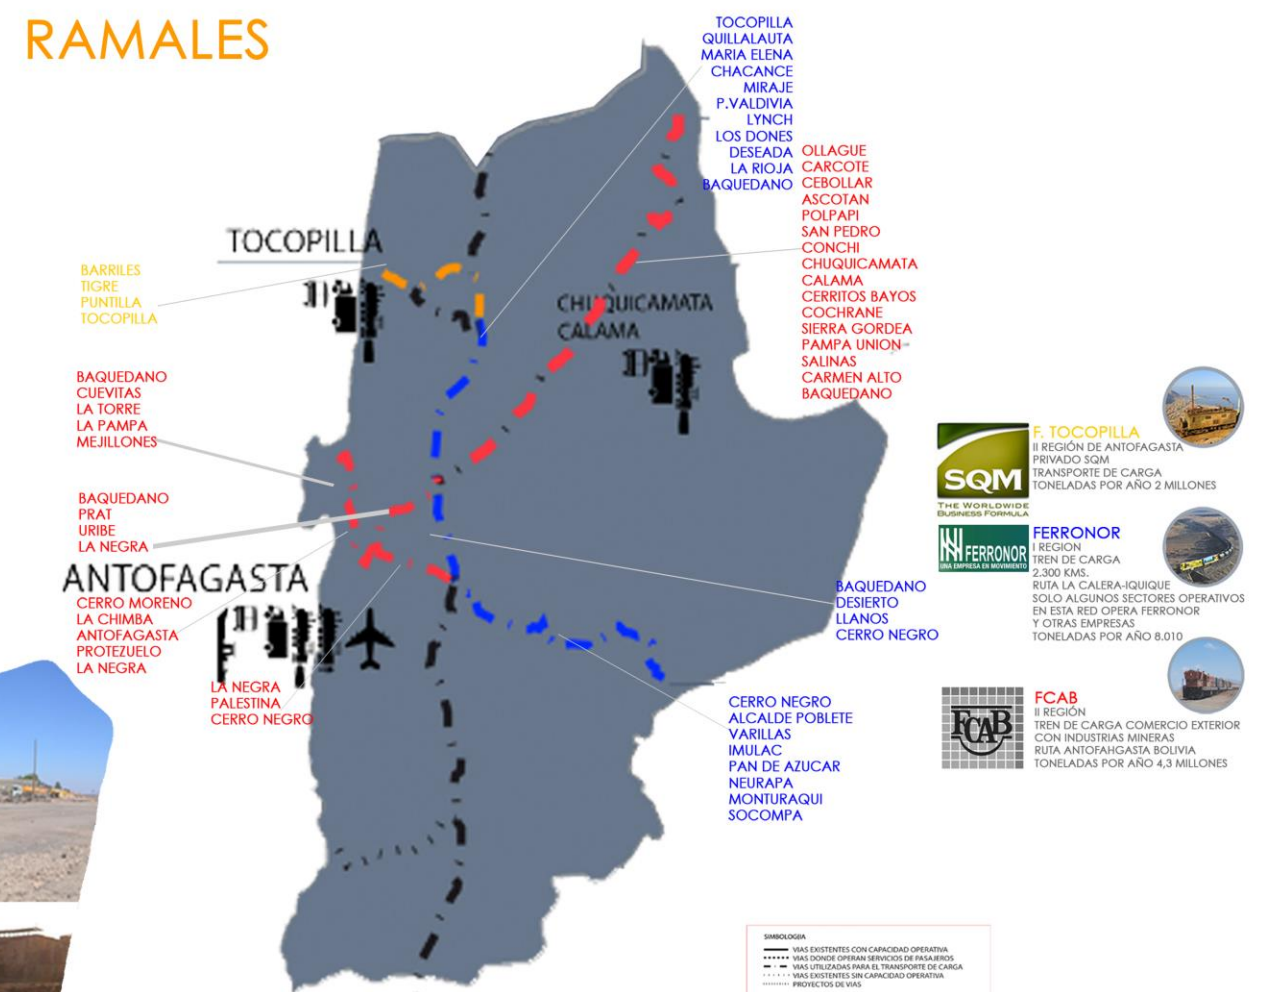 RAMALES
TOCOPILLA
QUILLALAUTA
MARIA ELENA
CHACANCE
MIRAJE
P.VALDIVIA
LYNCH
LOS DONES
DESEADA
LA RIOJA
BAQUEDANO
OLLAGUE
CARCOTE
CEBOLLAR
ASCOTAN
POLPAPI
SAN PEDRO
CONCHI
CHUQUICAMATA
CALAMA
CERRITOS BAYOS
COCHRANE
SIERRA GORDEA
PAMPA UNION
SALINAS
CARMEN ALTO
BAQUEDANO
TOCOPILLA
BARRILES
TIGRE
PUNTILLA
TOCOPILLA
CHUQUICAMATA
CALAMA
BAQUEDANO
CUEVITAS
LA TORRE
LA PAMPA
MEJILLONES
BAQUEDANO
PRAT
URIBE
LA NEGRA
ANTOFAGASTA
CERRO MORENO
LA CHIMBA
ANTOFAGASTA
PROTEZUELO
LA NEGRA
LA NEGRA
PALESTINA
CERRO NEGRO
BAQUEDANO
DESIERTO
LLANOS
CERRO NEGRO
CERRO NEGRO
ALCALDE POBLETE
VARILLAS
IMULAC
PAN DE AZUCAR
NEURAPA
MONTURAQUI
SOCOMPA
SQM
THE WORLDWIDE
BUSINESS FORMULA
F. TOCOPILLA
II REGIÓN DE ANTOFAGASTA
PRIVADO SQM
TRANSPORTE DE CARGA
TONELADAS POR AÑO 2 MILLONES
FERRONOR
UNA EMPRESA EN MOVIMIENTO
FERRONOR
I REGION
TREN DE CARGA
2.300 KMS.
RUTA LA CALERA-IQUIQUE
SOLO ALGUNOS SECTORES OPERATIVOS
EN ESTA RED OPERA FERRONOR
Y OTRAS EMPRESAS
TONELADAS POR AÑO 8.010
FCAB
FCAB
II REGIÓN
TREN DE CARGA COMERCIO EXTERIOR
CON INDUSTRIAS MINERAS
RUTA ANTOFAHGASTA BOLIVIA
TONELADAS POR AÑO 4,3 MILLONES
SIMBOLOGIA
VIAS EXISTENTES CON CAPACIDAD OPERATIVA
VIAS DONDE OPERAN SERVICIOS DE PASAJEROS
VIAS UTILIZADAS PARA EL TRANSPORTE DE CARGA
VIAS EXISTENTES SIN CAPACIDAD OPERATIVA
PROYECTOS DE VIAS